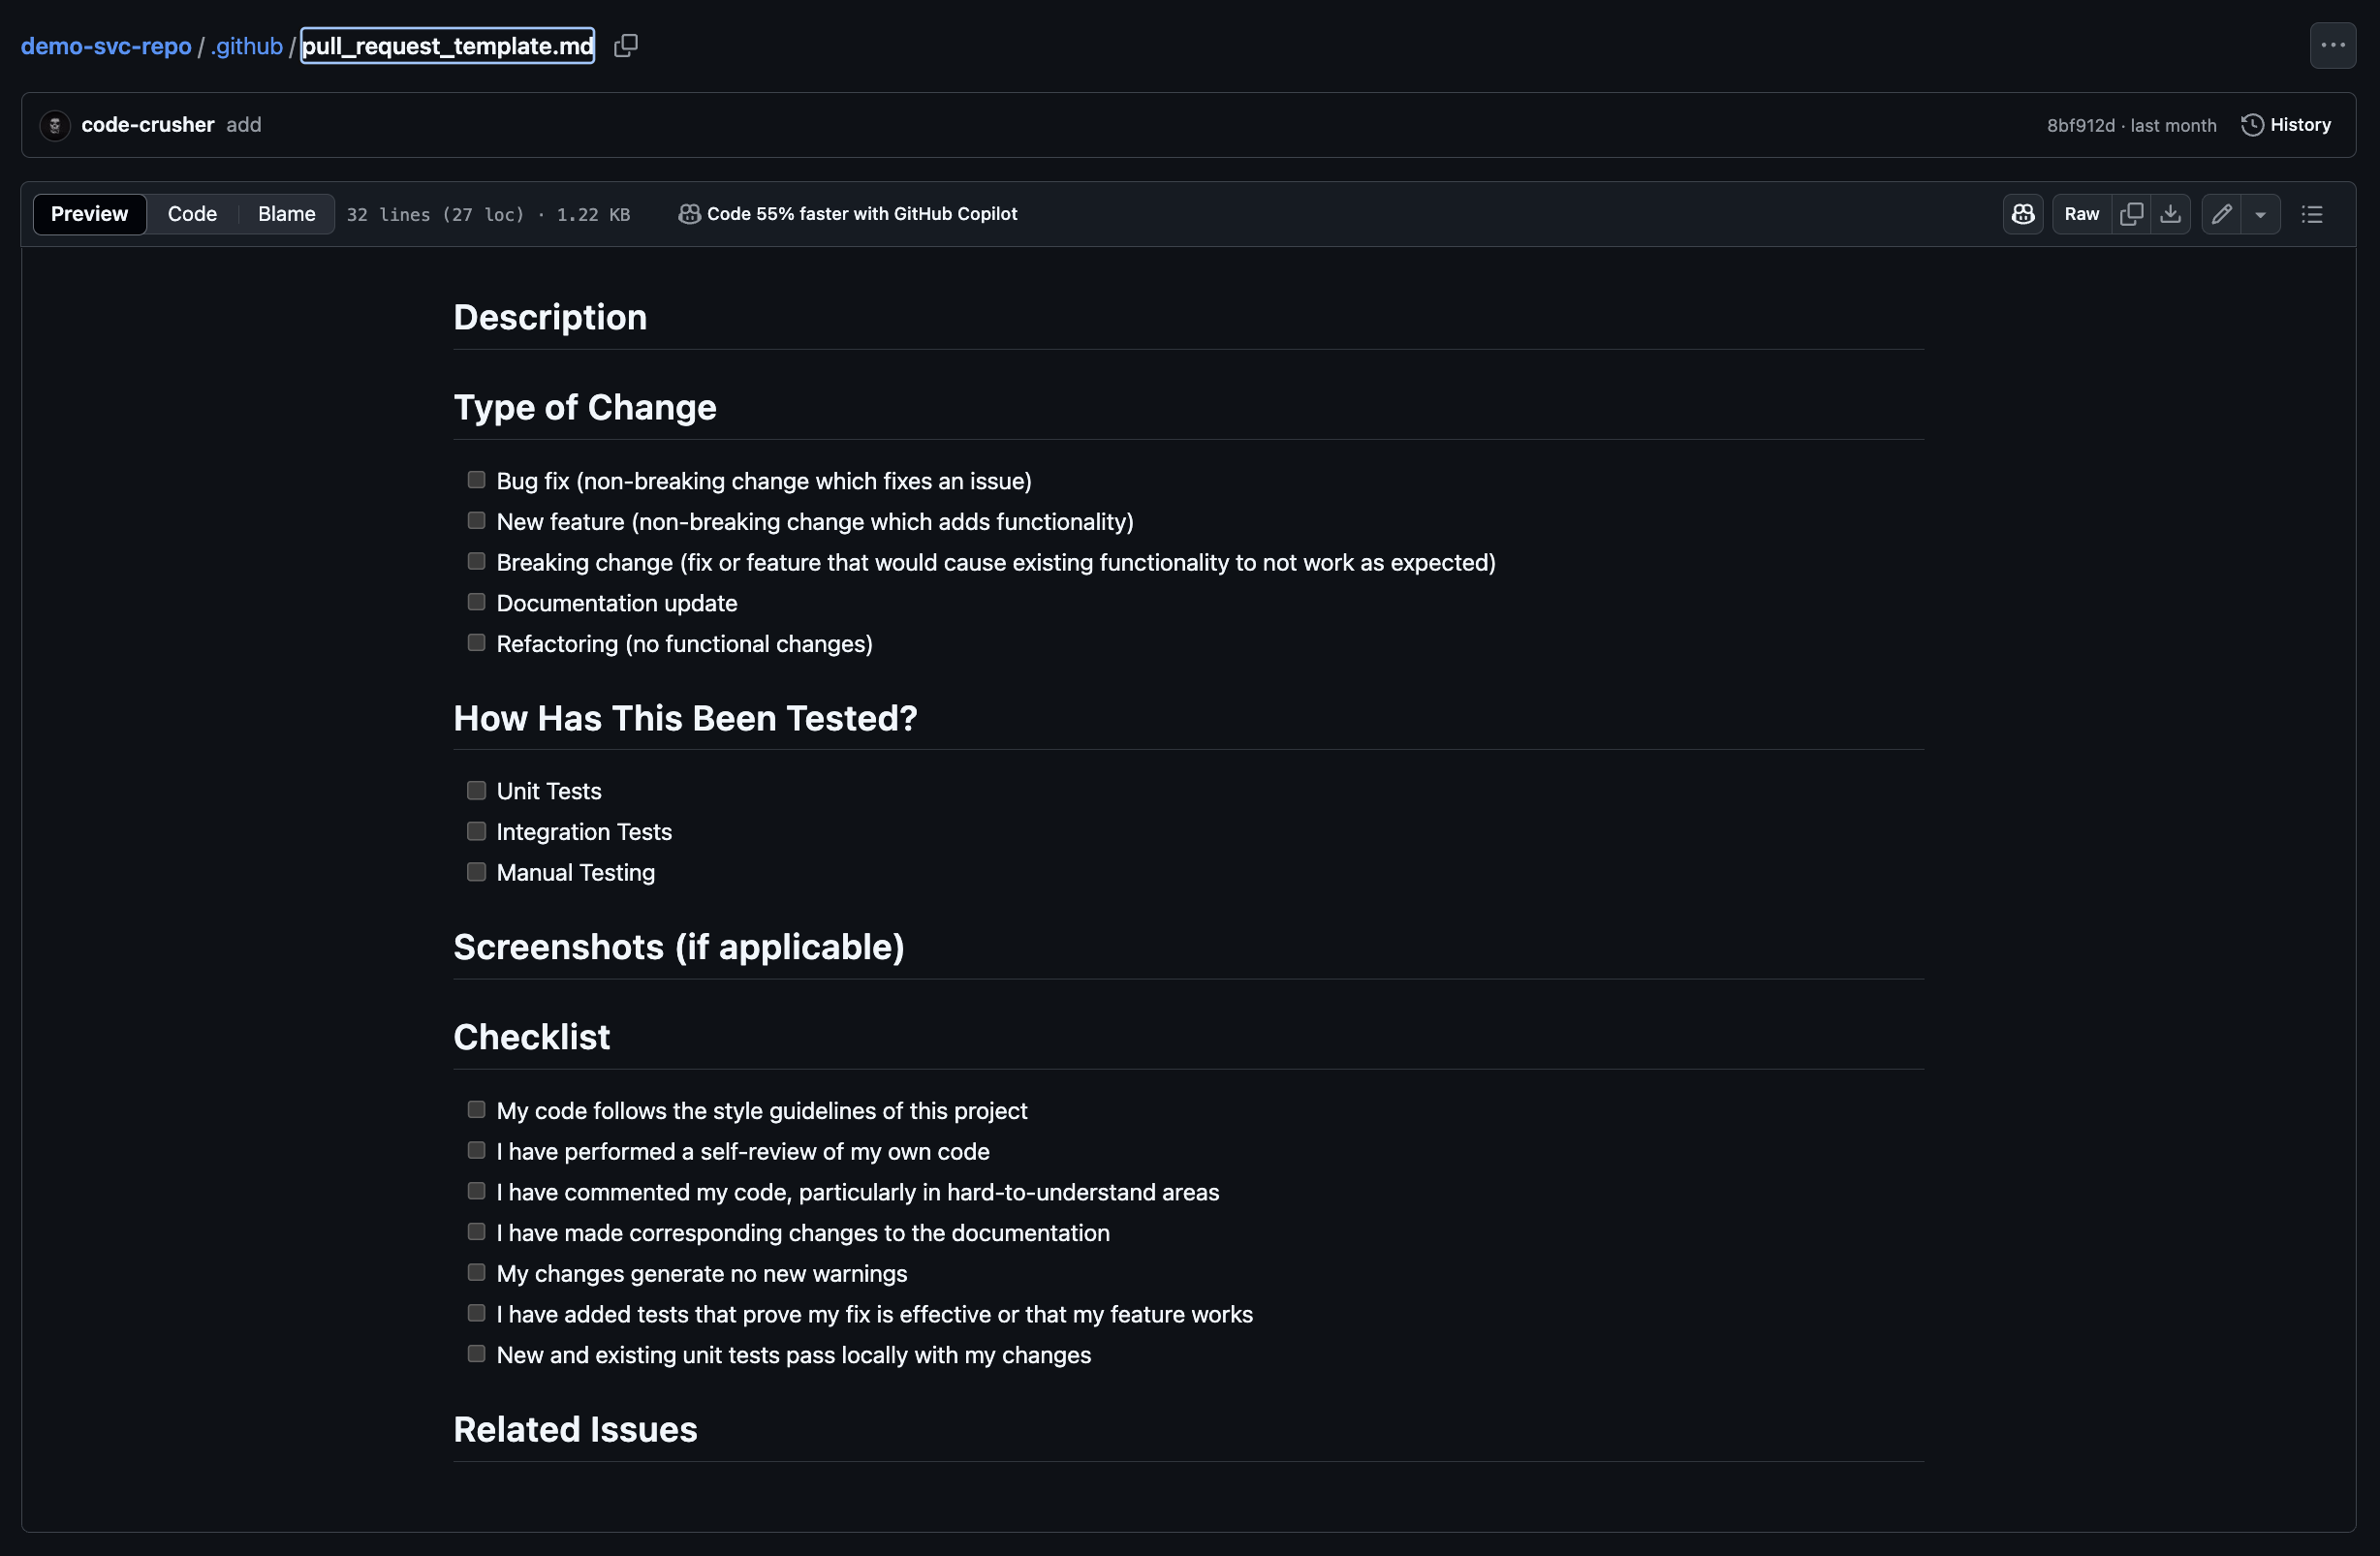 demo-svc-repo / .github / pull_request_template.md
code-crusher add
8bf912d · last month History
Preview Code Blame 32 lines (27 loc) · 1.22 KB Code 55% faster with GitHub Copilot Raw
Description
Type of Change
Bug fix (non-breaking change which fixes an issue)
New feature (non-breaking change which adds functionality)
Breaking change (fix or feature that would cause existing functionality to not work as expected)
Documentation update
Refactoring (no functional changes)
How Has This Been Tested?
Unit Tests
Integration Tests
Manual Testing
Screenshots (if applicable)
Checklist
My code follows the style guidelines of this project
I have performed a self-review of my own code
I have commented my code, particularly in hard-to-understand areas
I have made corresponding changes to the documentation
My changes generate no new warnings
I have added tests that prove my fix is effective or that my feature works
New and existing unit tests pass locally with my changes
Related Issues